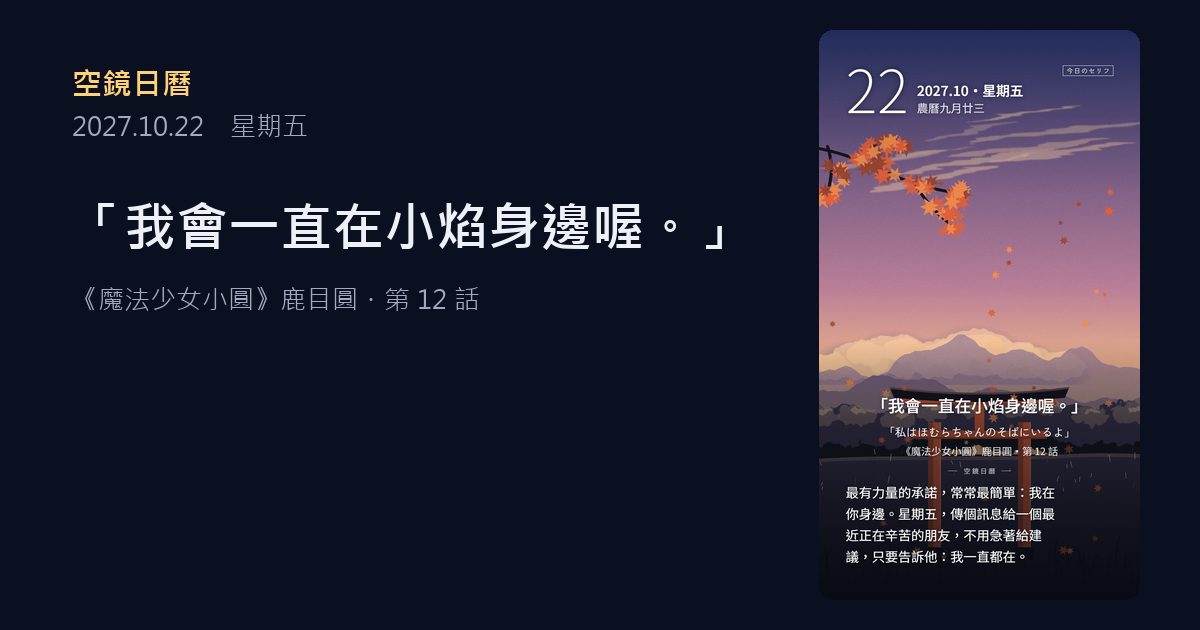 空鏡日曆
2027.10.22 星期五
「我會一直在小焰身邊喔。」
《魔法少女小圓》鹿目圓・第 12 話
22
2027.10・星期五
農曆九月廿三
今日のセリフ
「我會一直在小焰身邊喔。」
「私はほむらちゃんのそばにいるよ」
《魔法少女小圓》鹿目圓・第 12 話
— 空鏡日曆 —
最有力量的承諾，常常最簡單：我在
你身邊。星期五，傳個訊息給一個最
近正在辛苦的朋友，不用急著給建
議，只要告訴他：我一直都在。